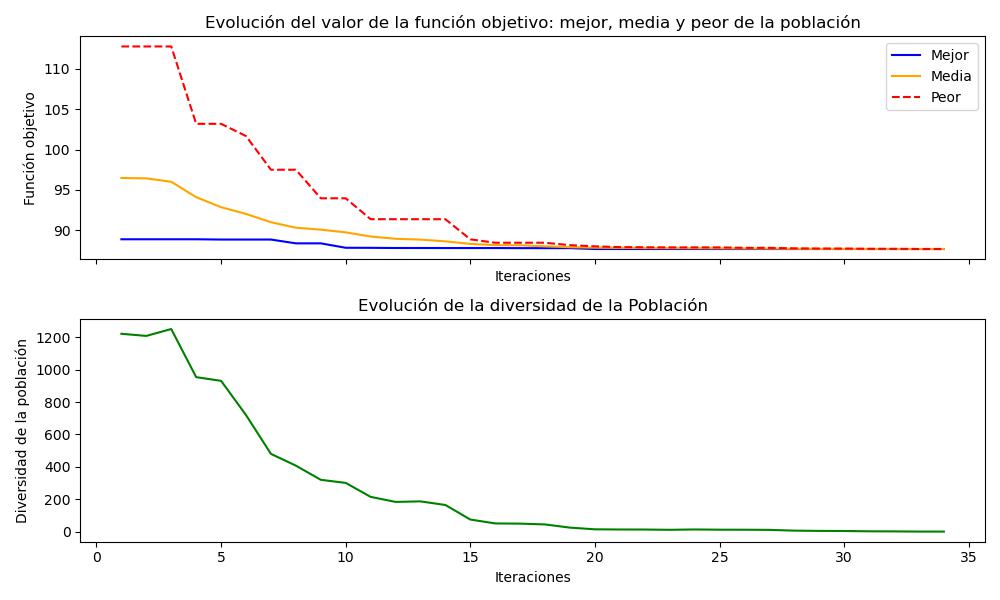 Evolución del valor de la función objetivo: mejor, media y peor de la población
Función objetivo
110
105
100
95
90
Mejor
Media
Peor
Iteraciones
Evolución de la diversidad de la Población
Diversidad de la población
1200
1000
800
600
400
200
0
0 5 10 15 20 25 30 35
Iteraciones